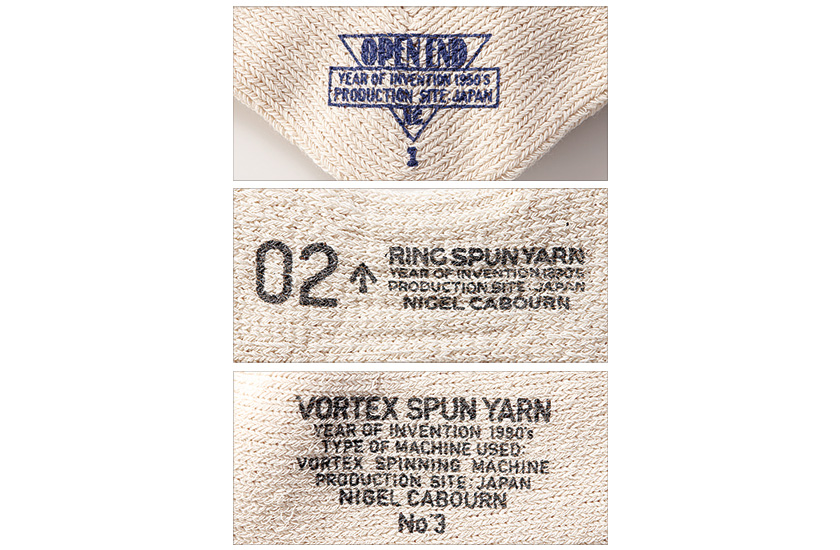 OPEN END
YEAR OF INVENTION 1950'S
PRODUCTION SITE: JAPAN
1
02
RING SPUN YARN
YEAR OF INVENTION:1820'S
PRODUCTION SITE: JAPAN
NIGEL CABOURN
VORTEX SPUN YARN
YEAR OF INVENTION 1990's
TYPE OF MACHINE USED:
VORTEX SPINNING MACHINE
PRODUCTION SITE: JAPAN
NIGEL CABOURN
No.3